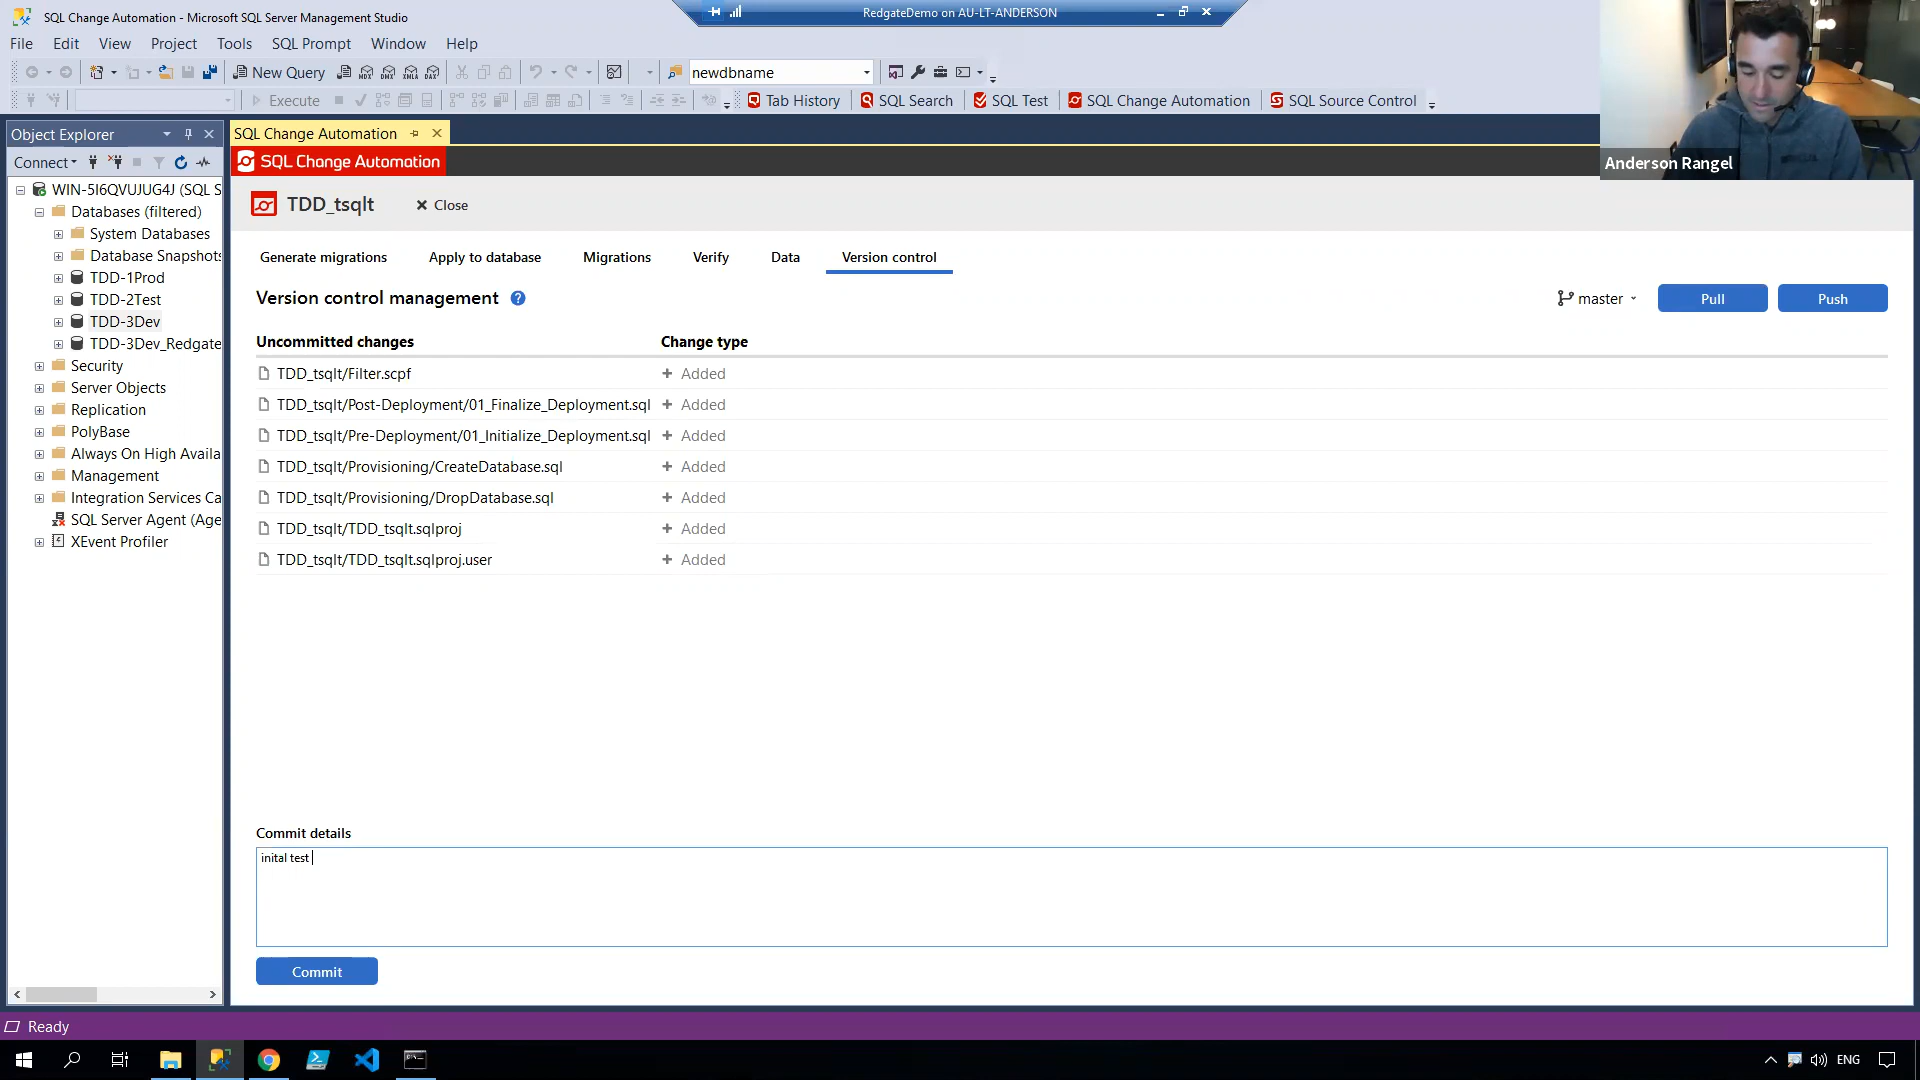 SQL Change Automation - Microsoft SQL Server Management Studio
RedgateDemo on AU-LT-ANDERSON
File Edit View Project Tools SQL Prompt Window Help
New Query
MDX DMX XMLA DAX
newdbname
Execute
Tab History
SQL Search
SQL Test
SQL Change Automation
SQL Source Control
Anderson Rangel
Object Explorer
Connect
WIN-5I6QVUJUG4J (SQL S
Databases (filtered)
System Databases
Database Snapshots
TDD-1Prod
TDD-2Test
TDD-3Dev
TDD-3Dev_Redgate
Security
Server Objects
Replication
PolyBase
Always On High Availa
Management
Integration Services Ca
SQL Server Agent (Age
XEvent Profiler
SQL Change Automation
SQL Change Automation
TDD_tsqlt
Close
Generate migrations Apply to database Migrations Verify Data Version control
Version control management ?
master
Pull
Push
Uncommitted changes Change type
TDD_tsqlt/Filter.scpf + Added
TDD_tsqlt/Post-Deployment/01_Finalize_Deployment.sql + Added
TDD_tsqlt/Pre-Deployment/01_Initialize_Deployment.sql + Added
TDD_tsqlt/Provisioning/CreateDatabase.sql + Added
TDD_tsqlt/Provisioning/DropDatabase.sql + Added
TDD_tsqlt/TDD_tsqlt.sqlproj + Added
TDD_tsqlt/TDD_tsqlt.sqlproj.user + Added
Commit details
inital test
Commit
Ready
ENG